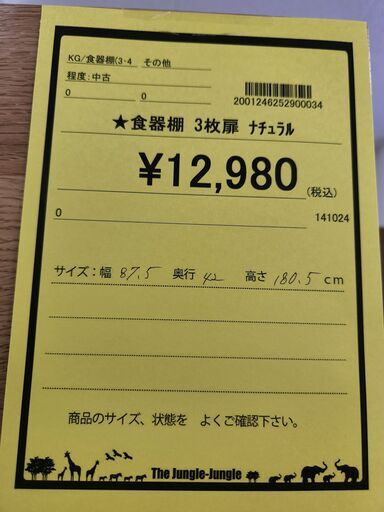 KG/食器棚(3･4 その他
程度:中古
0 0
2001246252900034
★食器棚 3枚扉 ﾅﾁｭﾗﾙ
¥12,980(税込)
0 141024
サイズ:幅 87.5 奥行 42 高さ 180.5cm
商品のサイズ、状態を よくご確認下さい。
The Jungle-Jungle